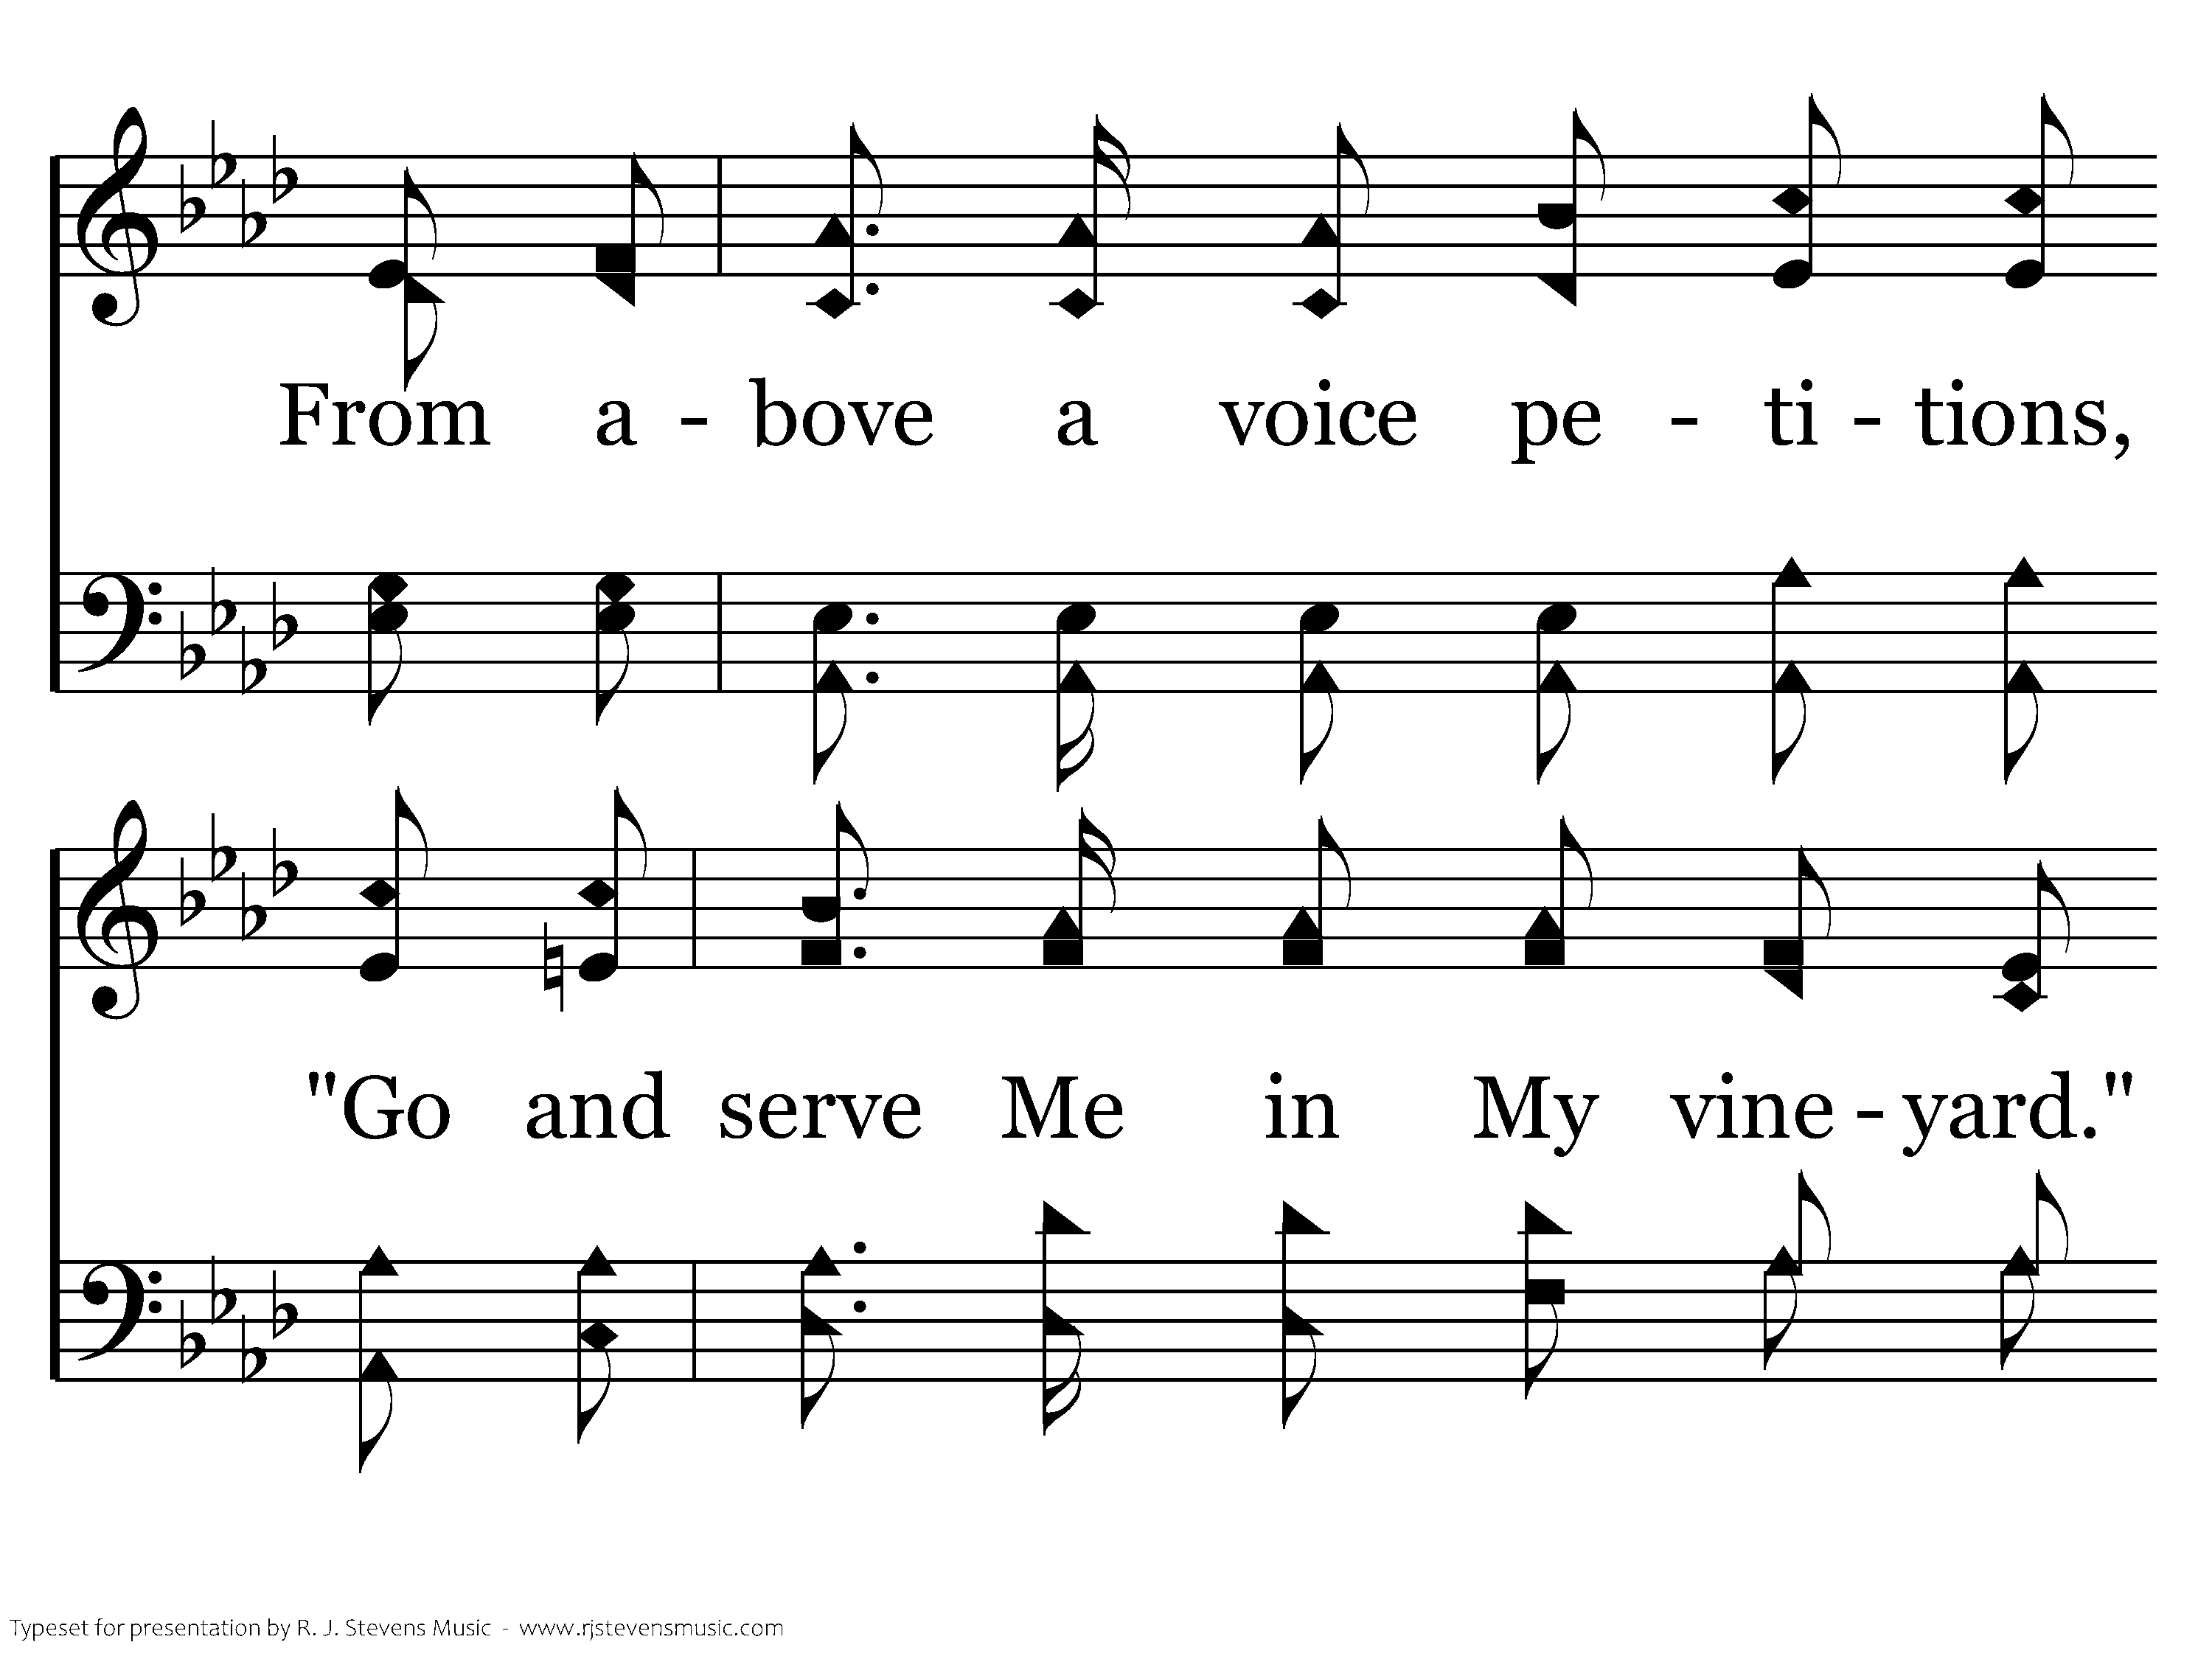 From a - bove a voice pe - ti - tions,
"Go and serve Me in My vine - yard."
Typeset for presentation by R. J. Stevens Music - www.rjstevensmusic.com